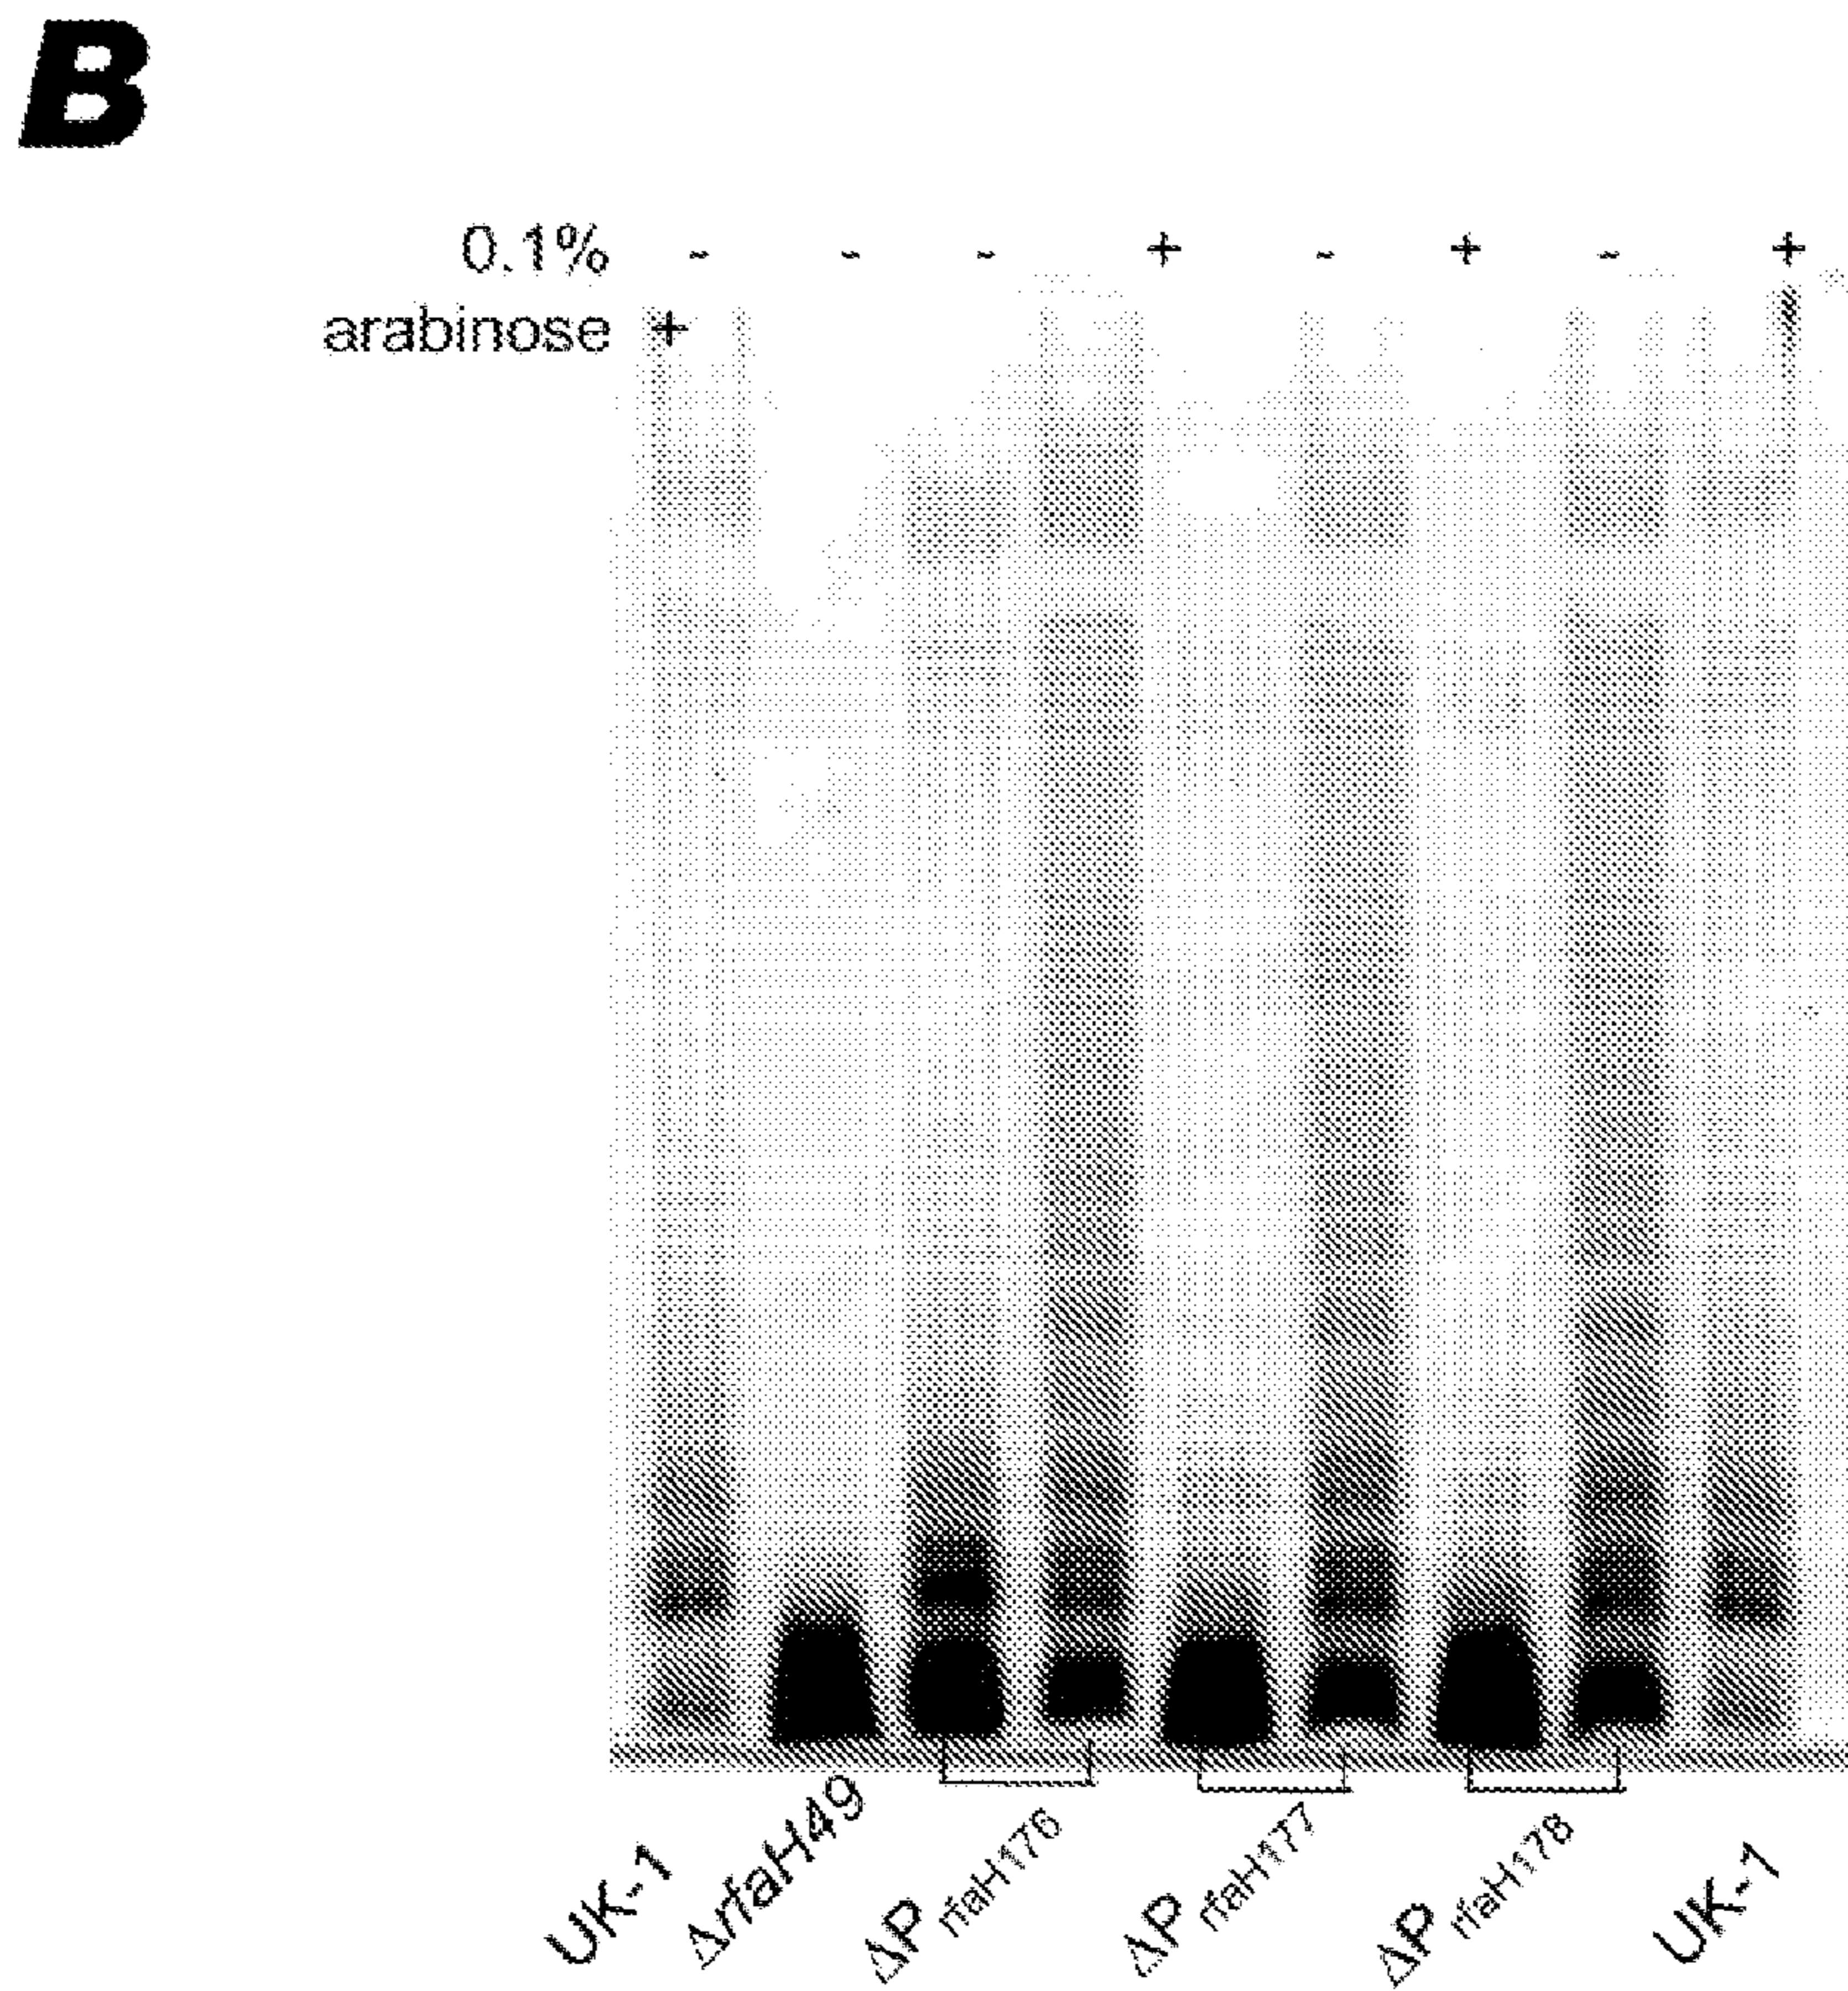 B
0.1% - - - + - + - +
arabinose +
UK-1 ΔrfaH49 ΔP rfaH176 ΔP rfaH177 ΔP rfaH178 UK-1